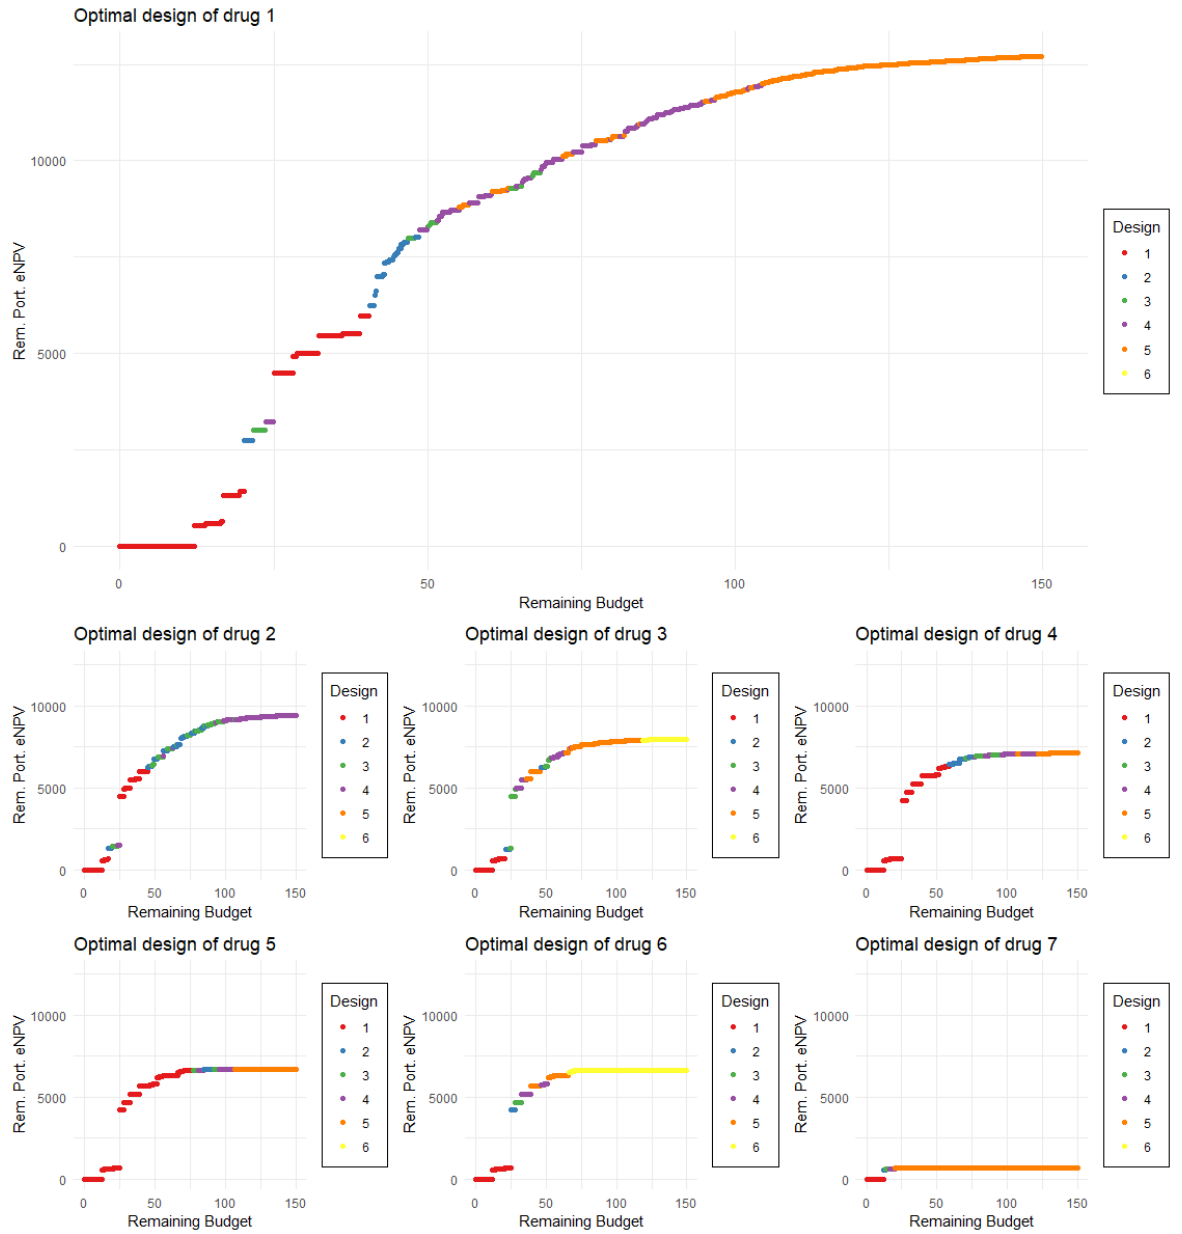 Optimal design of drug 1
Rem. Port. eNPV
10000
5000
0
0 50 100 150
Remaining Budget
Design
1
2
3
4
5
6
Optimal design of drug 2
Rem. Port. eNPV
10000
5000
0
0 50 100 150
Remaining Budget
Design
1
2
3
4
5
6
Optimal design of drug 3
Rem. Port. eNPV
10000
5000
0
0 50 100 150
Remaining Budget
Design
1
2
3
4
5
6
Optimal design of drug 4
Rem. Port. eNPV
10000
5000
0
0 50 100 150
Remaining Budget
Design
1
2
3
4
5
6
Optimal design of drug 5
Rem. Port. eNPV
10000
5000
0
0 50 100 150
Remaining Budget
Design
1
2
3
4
5
6
Optimal design of drug 6
Rem. Port. eNPV
10000
5000
0
0 50 100 150
Remaining Budget
Design
1
2
3
4
5
6
Optimal design of drug 7
Rem. Port. eNPV
10000
5000
0
0 50 100 150
Remaining Budget
Design
1
2
3
4
5
6